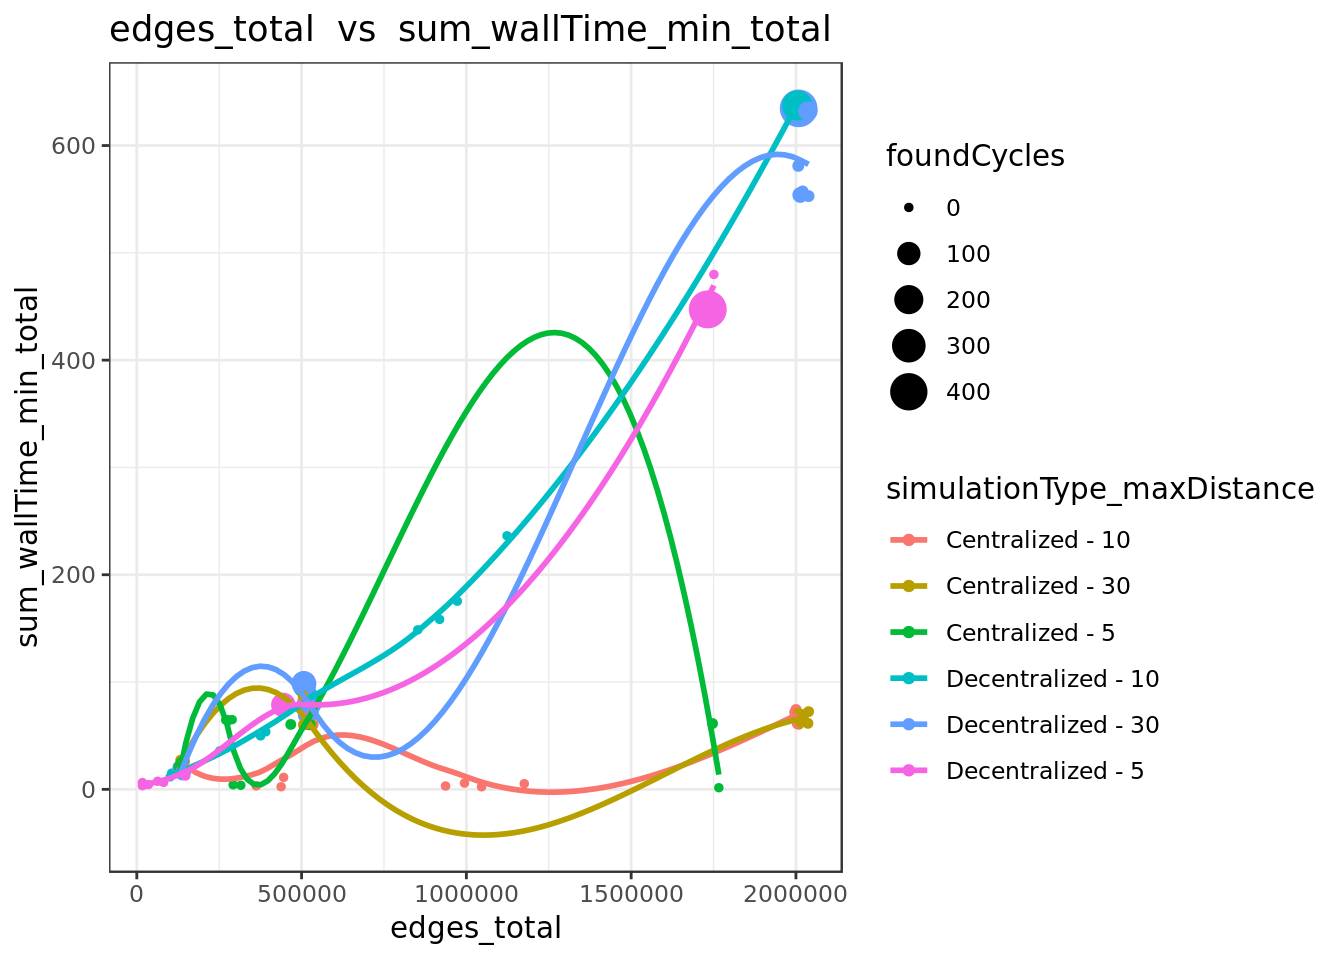 edges_total  vs  sum_wallTime_min_total
sum_wallTime_min_total
600
400
200
0
0
500000
1000000
1500000
2000000
edges_total
foundCycles
0
100
200
300
400
simulationType_maxDistance
Centralized - 10
Centralized - 30
Centralized - 5
Decentralized - 10
Decentralized - 30
Decentralized - 5